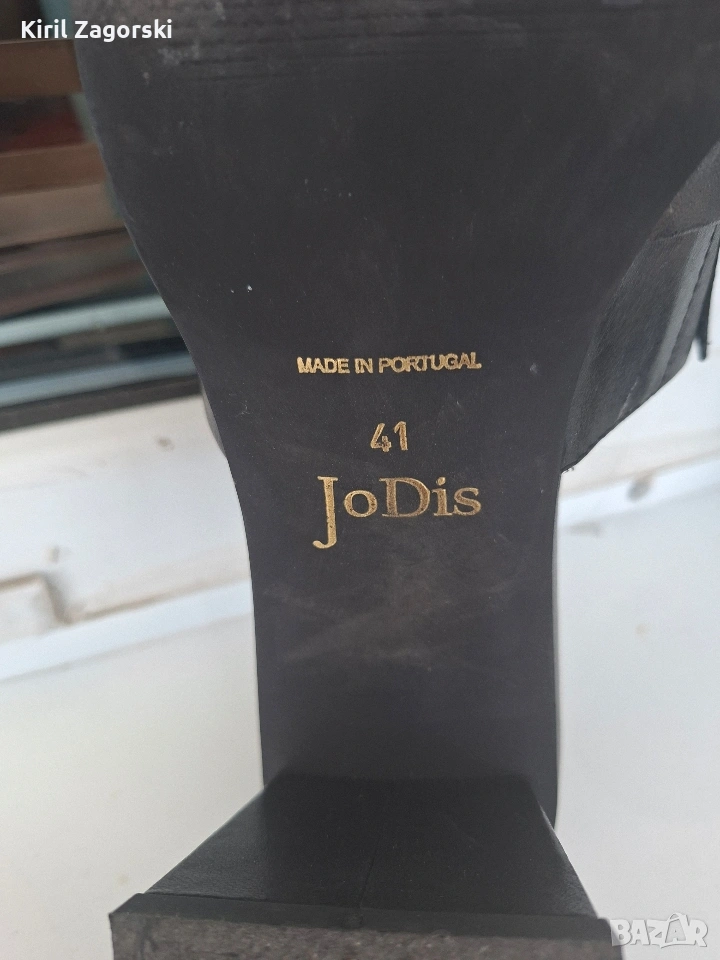 Kiril Zagorski
MADE IN PORTUGAL
41
JoDis
BAZAR